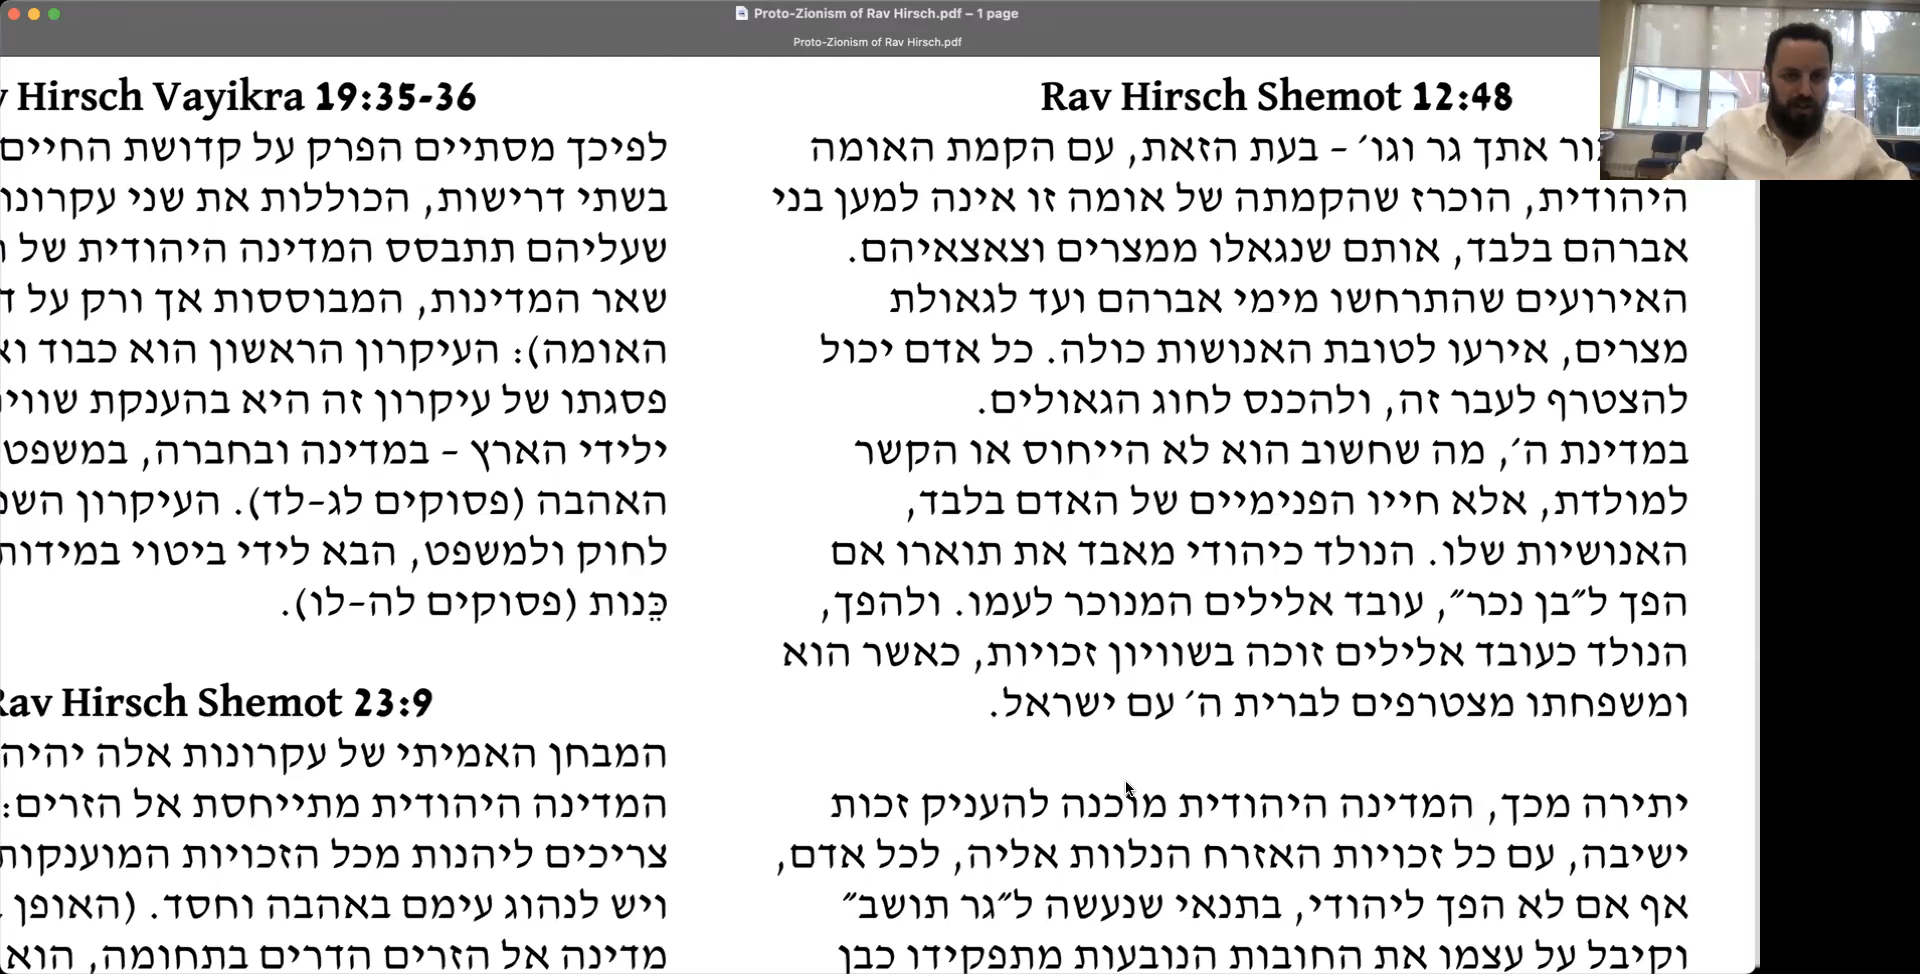 Proto-Zionism of Rav Hirsch.pdf – 1 page
Proto-Zionism of Rav Hirsch.pdf
Rav Hirsch Shemot 12:48
אתך גר וגו׳ - בעת הזאת, עם הקמת האומה
היהודית, הוכרז שהקמתה של אומה זו אינה למען בני
אברהם בלבד, אותם שנגאלו ממצרים וצאצאיהם.
האירועים שהתרחשו מימי אברהם ועד לגאולת
מצרים, אירעו לטובת האנושות כולה. כל אדם יכול
להצטרף לעבר זה, ולהכנס לחוג הגאולים.
במדינת ה׳, מה שחשוב הוא לא הייחוס או הקשר
למולדת, אלא חייו הפנימיים של האדם בלבד,
האנושיות שלו. הנולד כיהודי מאבד את תוארו אם
הפך ל״בן נכר״, עובד אלילים המנוכר לעמו. ולהפך,
הנולד כעובד אלילים זוכה בשוויון זכויות, כאשר הוא
ומשפחתו מצטרפים לברית ה׳ עם ישראל.
יתירה מכך, המדינה היהודית מוכנה להעניק זכות
ישיבה, עם כל זכויות האזרח הנלוות אליה, לכל אדם,
אף אם לא הפך ליהודי, בתנאי שנעשה ל״גר תושב״
וקיבל על עצמו את החובות הנובעות מתפקידו כבן
Hirsch Vayikra 19:35-36
לפיכך מסתיים הפרק על קדושת החיים
בשתי דרישות, הכוללות את שני
שעליהם תתבסס המדינה היהודית של
שאר המדינות, המבוססות אך ורק על
האומה): העיקרון הראשון הוא כבוד
פסגתו של עיקרון זה היא בהענקת
ילידי הארץ - במדינה ובחברה, במשפט
האהבה (פסוקים לג-לד). העיקרון
לחוק ולמשפט, הבא לידי ביטוי
כֵּנות (פסוקים לה-לו).
Rav Hirsch Shemot 23:9
המבחן האמיתי של עקרונות אלה יהיה
המדינה היהודית מתייחסת אל הזרים:
צריכים ליהנות מכל הזכויות
ויש לנהוג עימם באהבה וחסד. (האופן
מדינה אל הזרים הדרים בתחומה, הוא